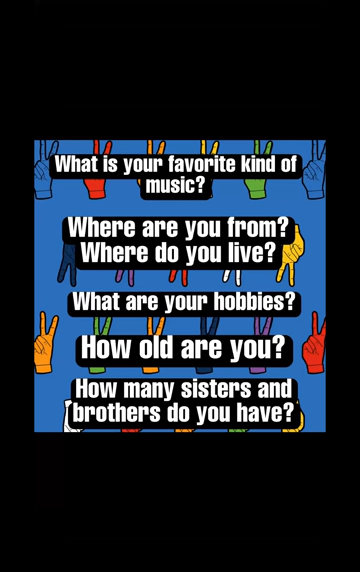 What is your favorite kind of
music?
Where are you from?
Where do you live?
What are your hobbies?
How old are you?
How many sisters and
brothers do you have?